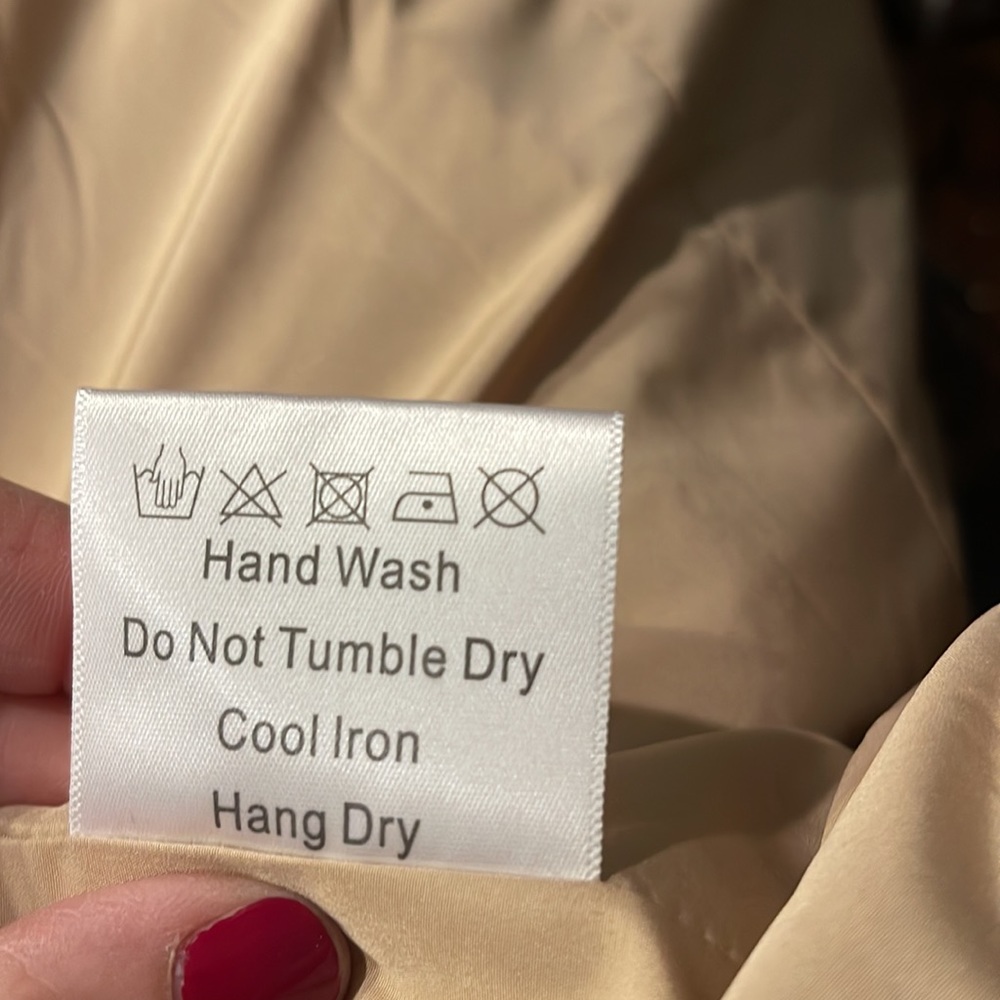 Hand Wash
Do Not Tumble Dry
Cool Iron
Hang Dry